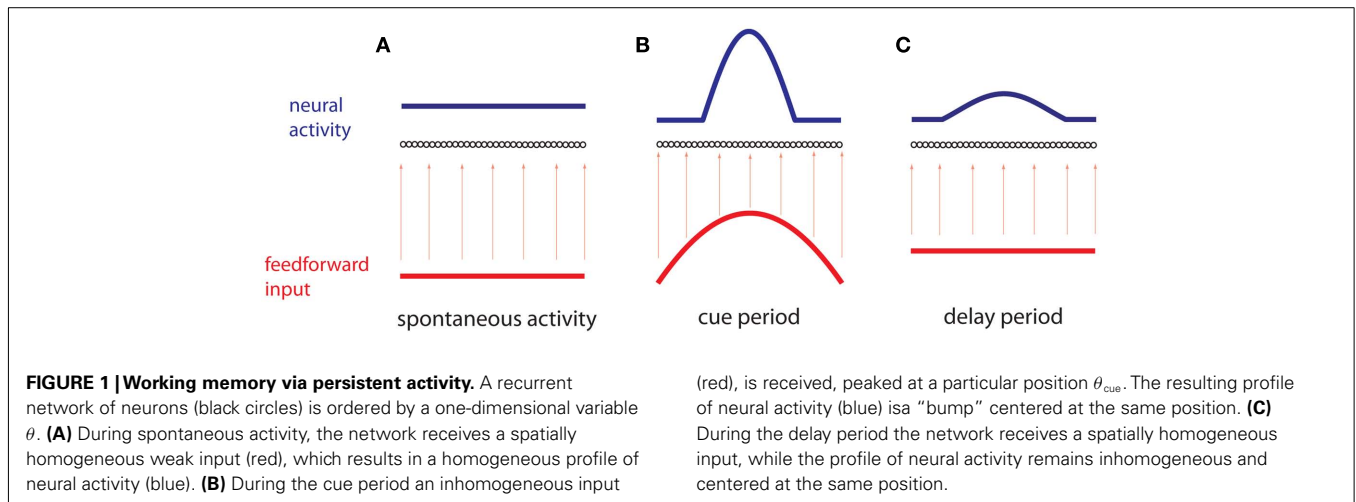 A
B
C
neural
activity
feedforward
input
spontaneous activity
cue period
delay period
FIGURE 1 | Working memory via persistent activity. A recurrent
network of neurons (black circles) is ordered by a one-dimensional variable
θ. (A) During spontaneous activity, the network receives a spatially
homogeneous weak input (red), which results in a homogeneous profile of
neural activity (blue). (B) During the cue period an inhomogeneous input
(red), is received, peaked at a particular position θcue. The resulting profile
of neural activity (blue) isa “bump” centered at the same position. (C)
During the delay period the network receives a spatially homogeneous
input, while the profile of neural activity remains inhomogeneous and
centered at the same position.